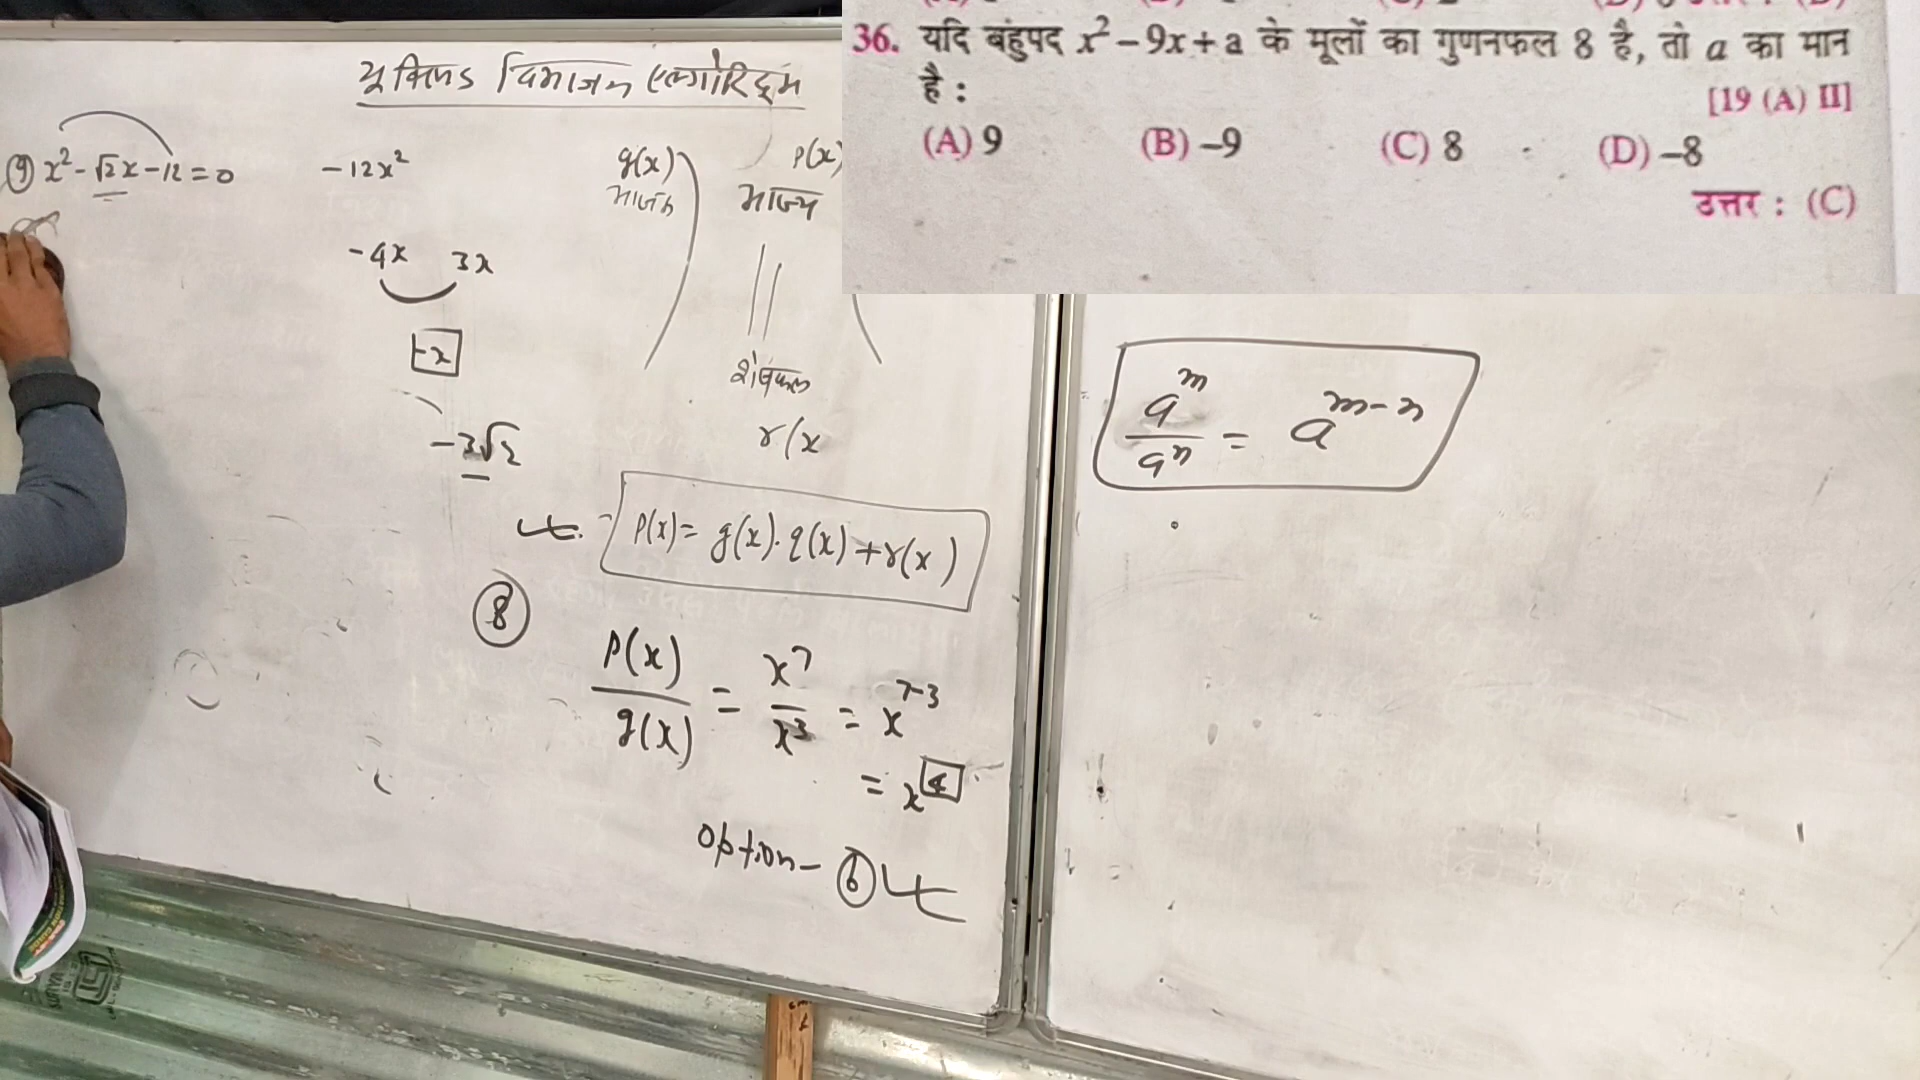 यूक्लिड विभाजन एल्गोरिद्म
(9) x² - √2x - 12 = 0
-12x²
-4x 3x
-x
-3√2
g(x) p(x)
भाजक भाज्य
शेषफल
r(x
P(x) = g(x). q(x) + r(x)
(8)
P(x)/g(x) = x⁷/x³ = x⁷⁻³
= x⁴
option- (b)
36. यदि बहुपद x² – 9x + a के मूलों का गुणनफल 8 है, तो a का मान
है :
[19 (A) II]
(A) 9 (B) –9 (C) 8 (D) –8
उत्तर : (C)
aᵐ/aⁿ = aᵐ⁻ⁿ